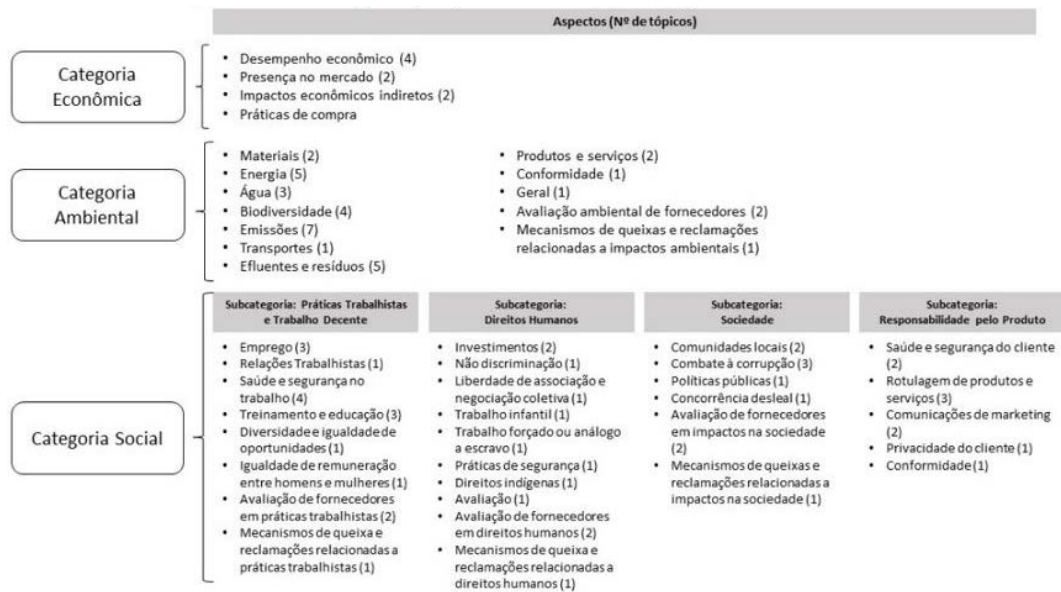 Aspectos (Nº de tópicos)
Categoria
Econômica
• Desempenho econômico (4)
• Presença no mercado (2)
• Impactos econômicos indiretos (2)
• Práticas de compra
Categoria
Ambiental
• Materiais (2)
• Energia (5)
• Água (3)
• Biodiversidade (4)
• Emissões (7)
• Transportes (1)
• Efluentes e resíduos (5)
• Produtos e serviços (2)
• Conformidade (1)
• Geral (1)
• Avaliação ambiental de fornecedores (2)
• Mecanismos de queixas e reclamações
relacionadas a impactos ambientais (1)
Categoria Social
Subcategoria: Práticas Trabalhistas
e Trabalho Decente
• Emprego (3)
• Relações Trabalhistas (1)
• Saúde e segurança no
trabalho (4)
• Treinamento e educação (3)
• Diversidade e igualdade de
oportunidades (1)
• Igualdade de remuneração
entre homens e mulheres (1)
• Avaliação de fornecedores
em práticas trabalhistas (2)
• Mecanismos de queixa e
reclamações relacionadas a
práticas trabalhistas (1)
Subcategoria:
Direitos Humanos
• Investimentos (2)
• Não discriminação (1)
• Liberdade de associação e
negociação coletiva (1)
• Trabalho infantil (1)
• Trabalho forçado ou análogo
a escravo (1)
• Práticas de segurança (1)
• Direitos indígenas (1)
• Avaliação (1)
• Avaliação de fornecedores
em direitos humanos (2)
• Mecanismos de queixa e
reclamações relacionadas a
direitos humanos (1)
Subcategoria:
Sociedade
• Comunidades locais (2)
• Combate à corrupção (3)
• Políticas públicas (1)
• Concorrência desleal (1)
• Avaliação de fornecedores
em impactos na sociedade
(2)
• Mecanismos de queixas e
reclamações relacionadas a
impactos na sociedade (1)
Subcategoria:
Responsabilidade pelo Produto
• Saúde e segurança do cliente
(2)
• Rotulagem de produtos e
serviços (3)
• Comunicações de marketing
(2)
• Privacidade do cliente (1)
• Conformidade (1)